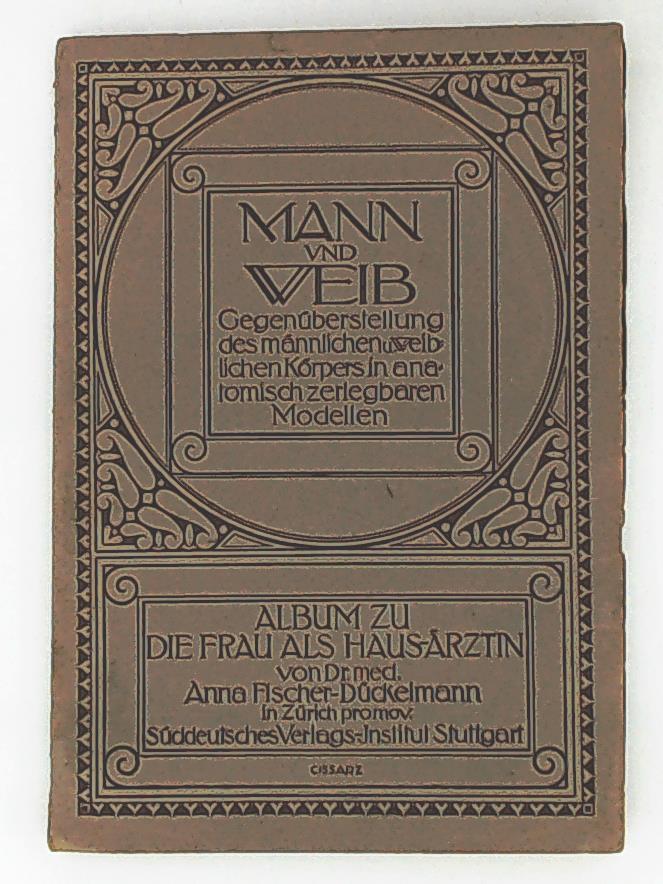 MANN
VND
WEIB
Gegenüberstellung
des männlichen u. weib-
lichen Körpers in ana-
tomisch zerlegbaren
Modellen
ALBUM ZU
DIE FRAU ALS HAUS-ÄRZTIN
von Dr. med.
Anna Fischer-Dückelmann
in Zürich promov.
Süddeutsches Verlags-Institut Stuttgart
CISSARZ